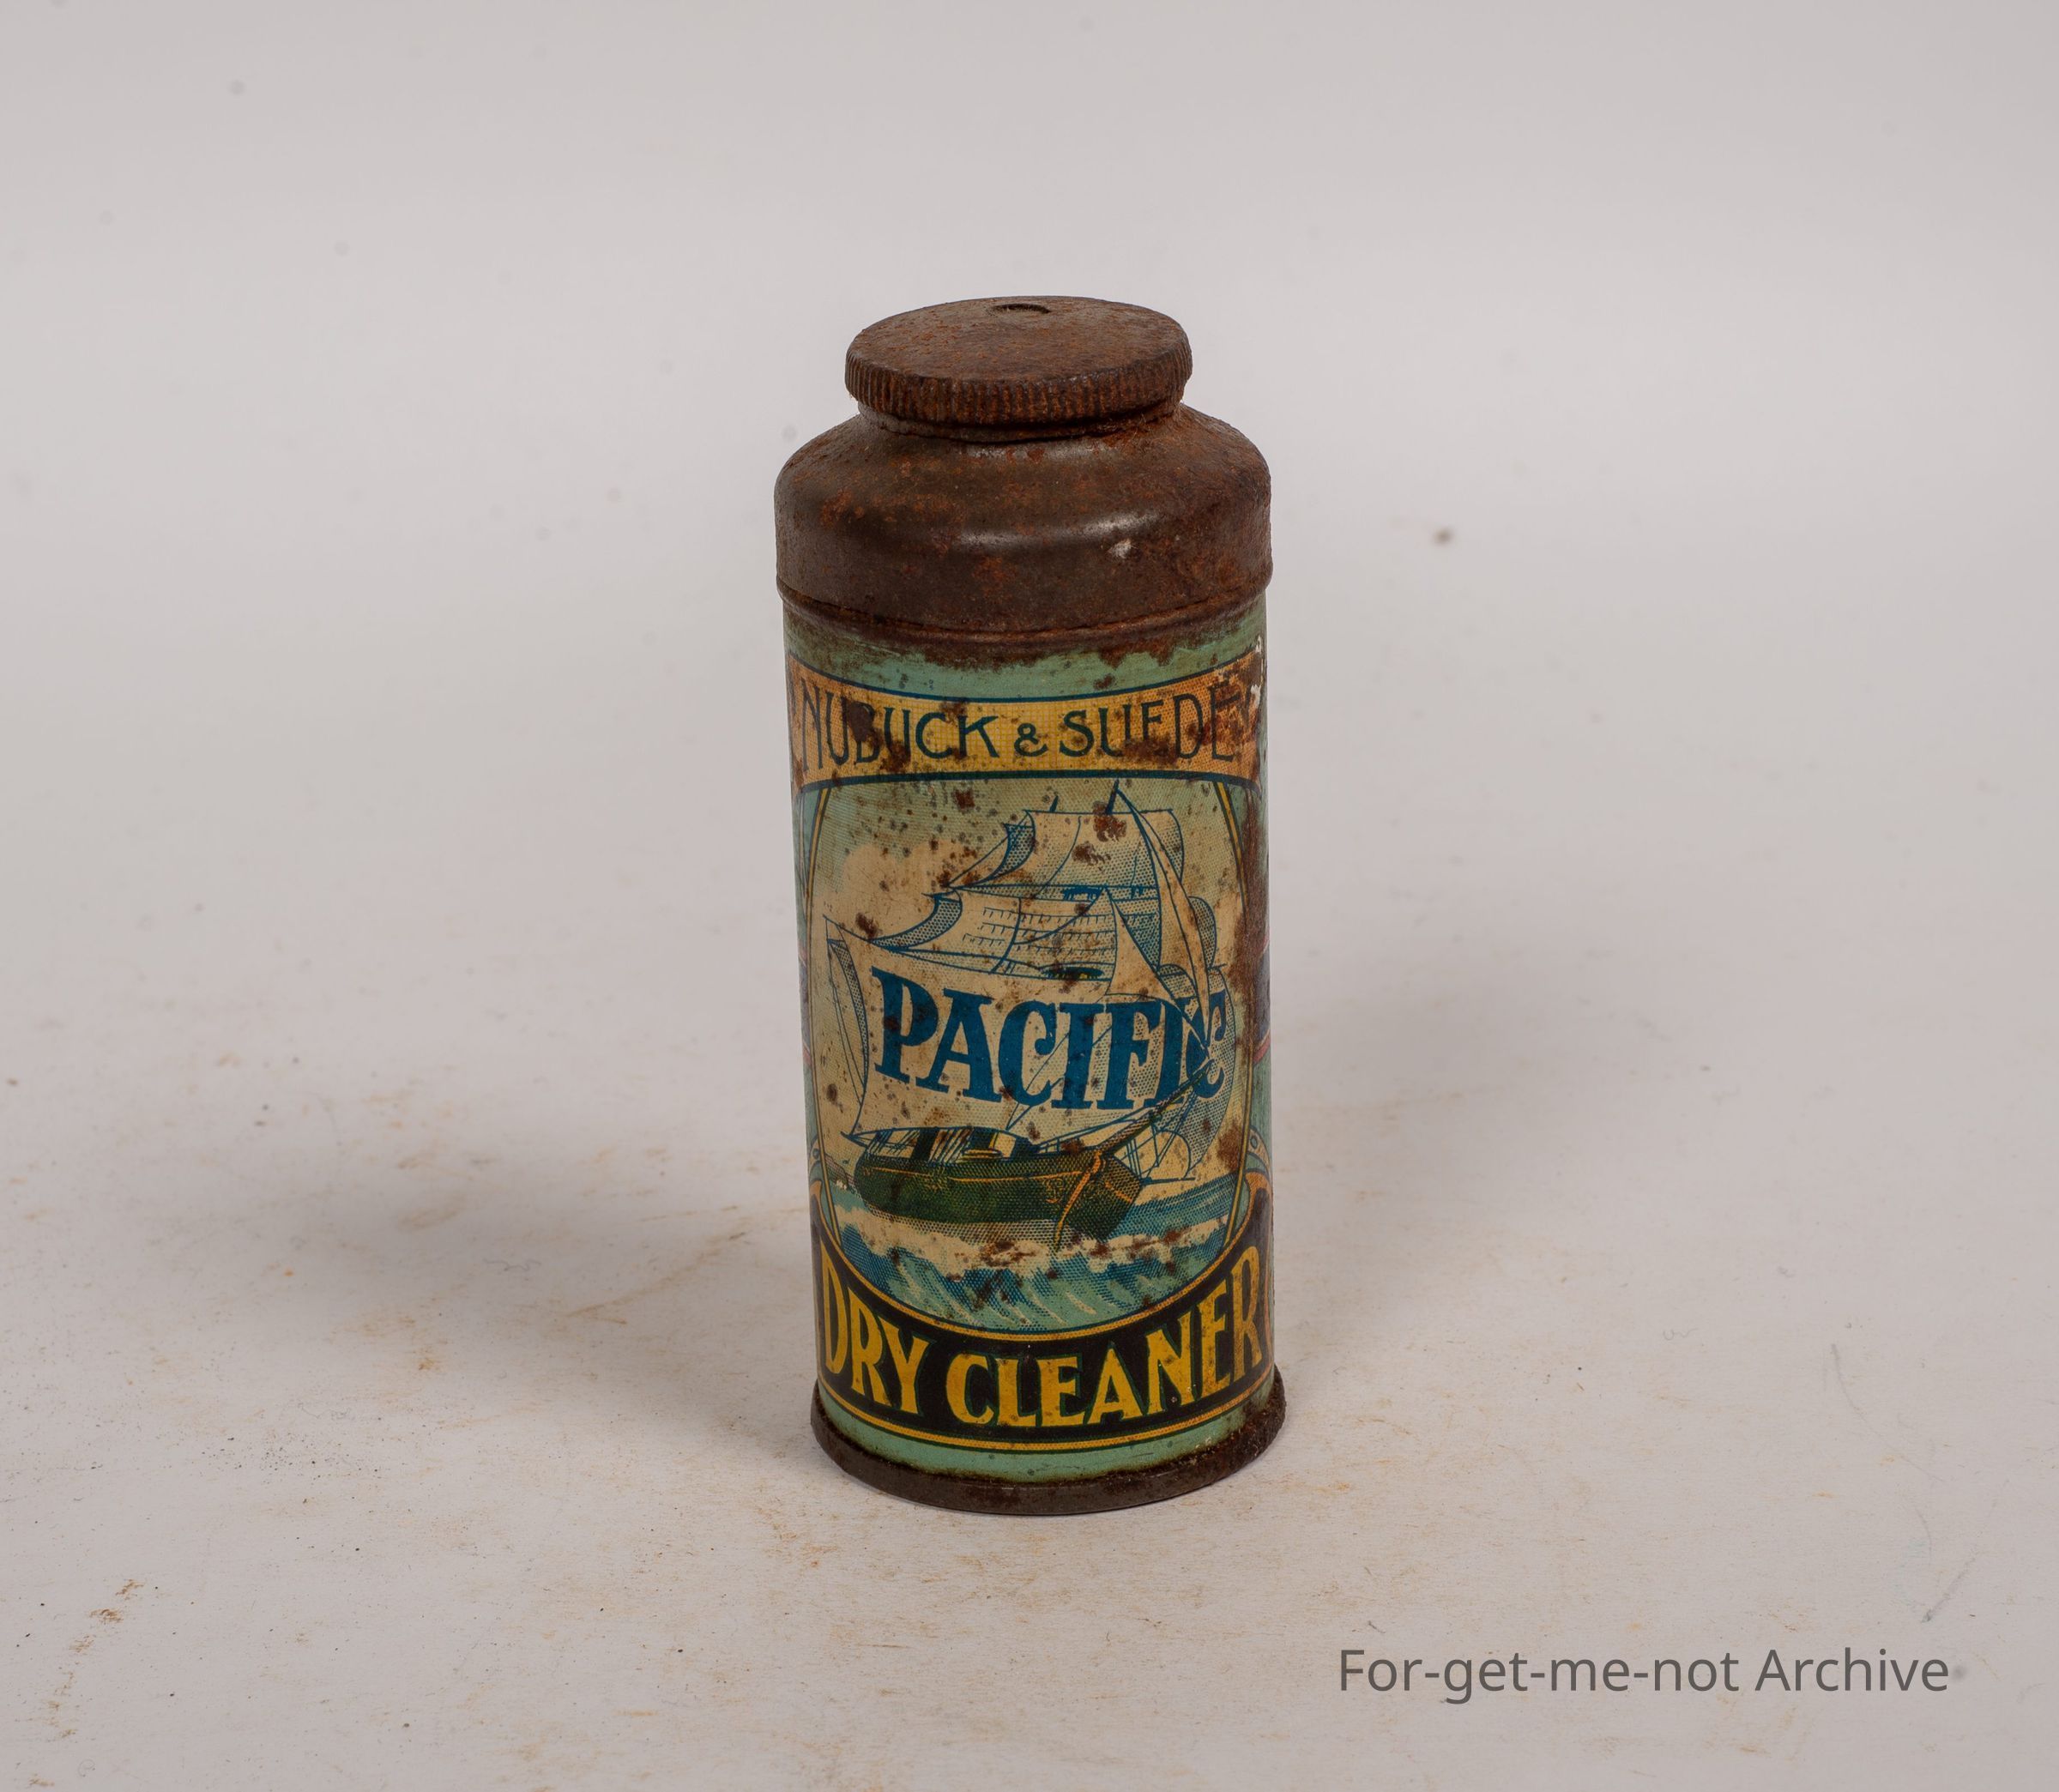 NUBUCK & SUEDE
PACIFIC
DRY CLEANER
For-get-me-not Archive